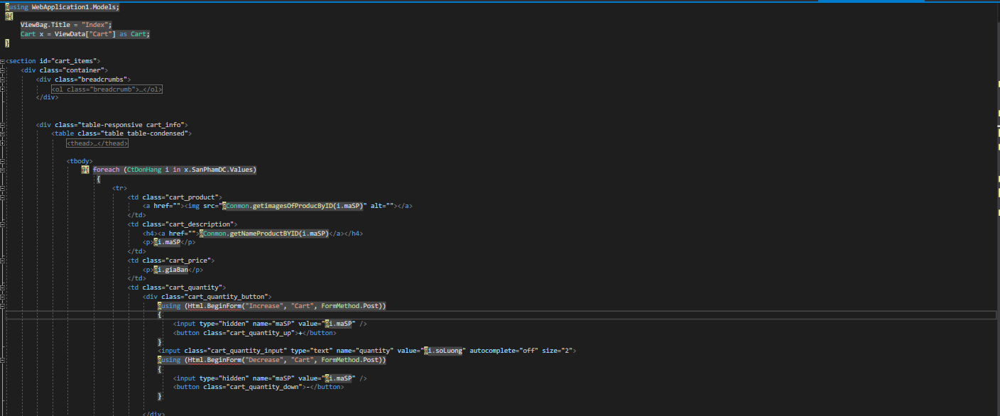 @using WebApplication1.Models;
@{
ViewBag.Title = "Index";
Cart x = ViewData["Cart"] as Cart;
}
<section id="cart_items">
<div class="container">
<div class="breadcrumbs">
<ol class="breadcrumb">…</ol>
</div>
<div class="table-responsive cart_info">
<table class="table table-condensed">
<thead>…</thead>
<tbody>
@{ foreach (CtDonHang i in x.SanPhamDC.Values)
{
<tr>
<td class="cart_product">
<a href=""><img src="@Conmon.getimagesOfProducByID(i.maSP)" alt=""></a>
</td>
<td class="cart_description">
<h4><a href="">@Conmon.getNameProductBYID(i.maSP)</a></h4>
<p>@i.maSP</p>
</td>
<td class="cart_price">
<p>@i.giaBan</p>
</td>
<td class="cart_quantity">
<div class="cart_quantity_button">
@using (Html.BeginForm("Increase", "Cart", FormMethod.Post))
{
<input type="hidden" name="maSP" value="@i.maSP" />
<button class="cart_quantity_up">+</button>
}
<input class="cart_quantity_input" type="text" name="quantity" value="@i.soLuong" autocomplete="off" size="2">
@using (Html.BeginForm("Decrease", "Cart", FormMethod.Post))
{
<input type="hidden" name="maSP" value="@i.maSP" />
<button class="cart_quantity_down">-</button>
}
</div>